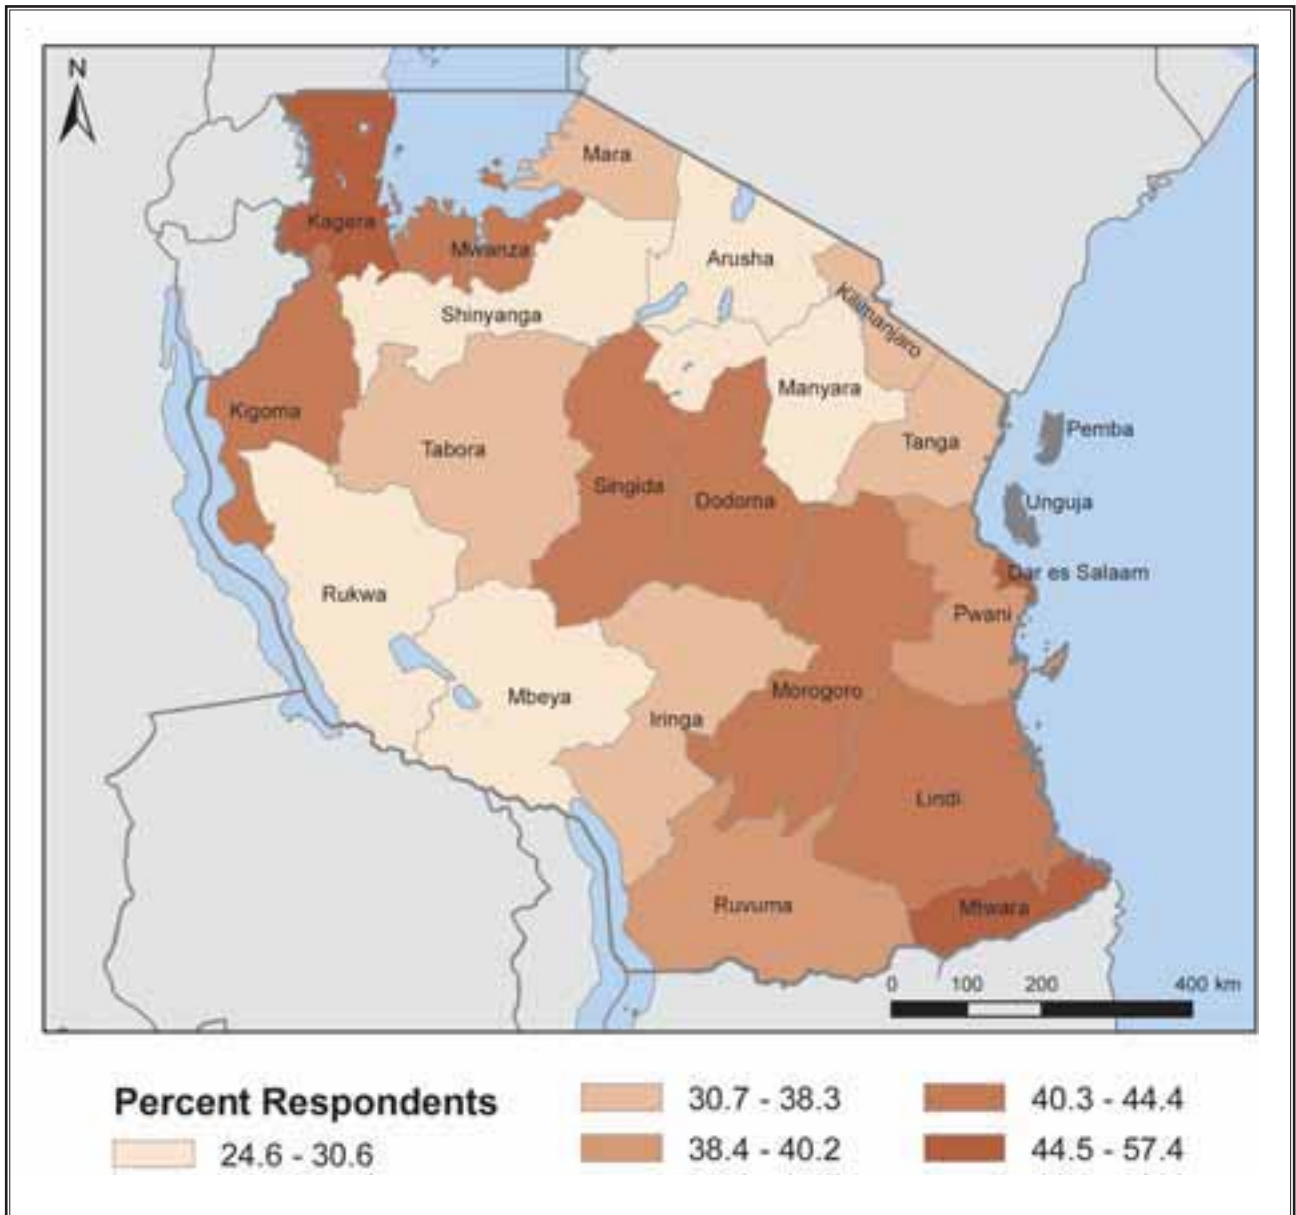 N
Mara
Kagera
Mwanza
Arusha
Shinyanga
Kilimanjaro
Manyara
Kigoma
Tabora
Tanga
Pemba
Singida
Dodoma
Unguja
Dar es Salaam
Rukwa
Pwani
Mbeya
Morogoro
Iringa
Lindi
Ruvuma
Mtwara
0 100 200 400 km
Percent Respondents
24.6 - 30.6
30.7 - 38.3
38.4 - 40.2
40.3 - 44.4
44.5 - 57.4